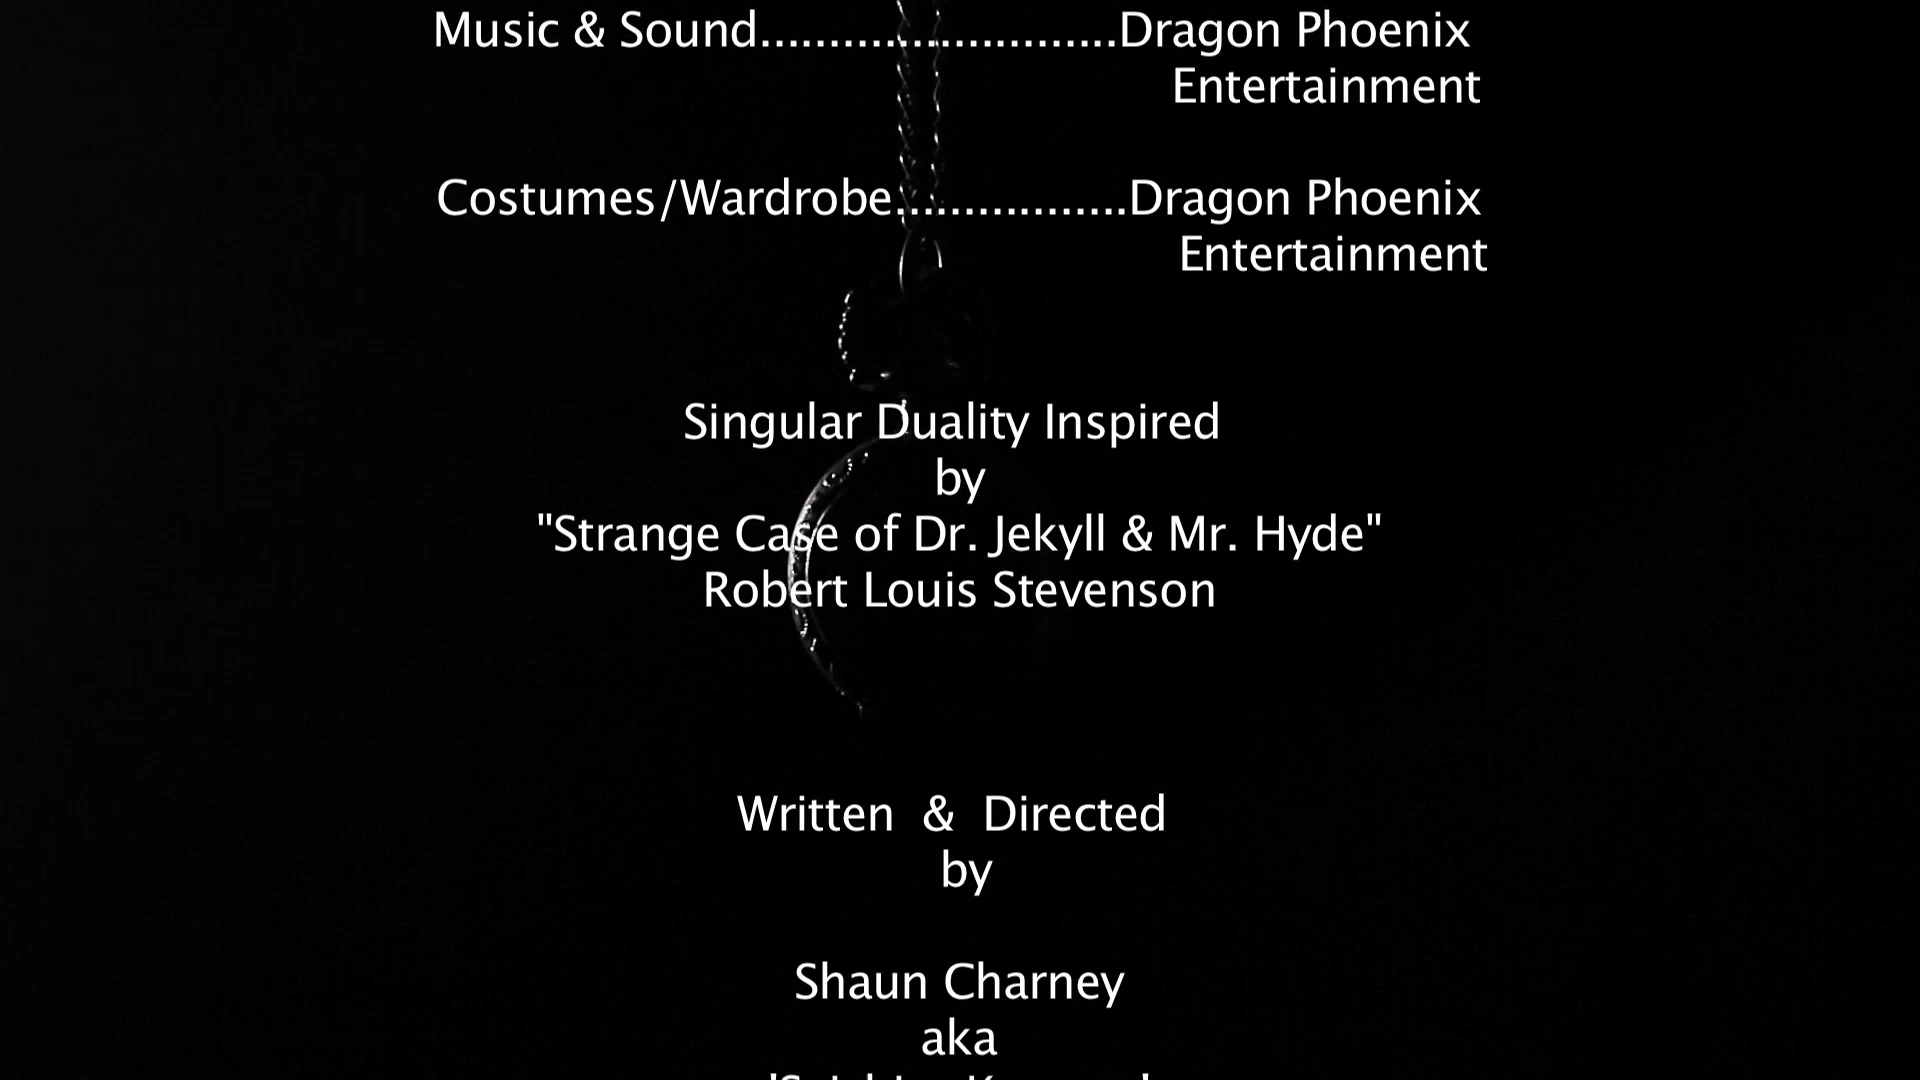 Music & Sound..........................Dragon Phoenix
Entertainment
Costumes/Wardrobe.................Dragon Phoenix
Entertainment
Singular Duality Inspired
by
"Strange Case of Dr. Jekyll & Mr. Hyde"
Robert Louis Stevenson
Written & Directed
by
Shaun Charney
aka